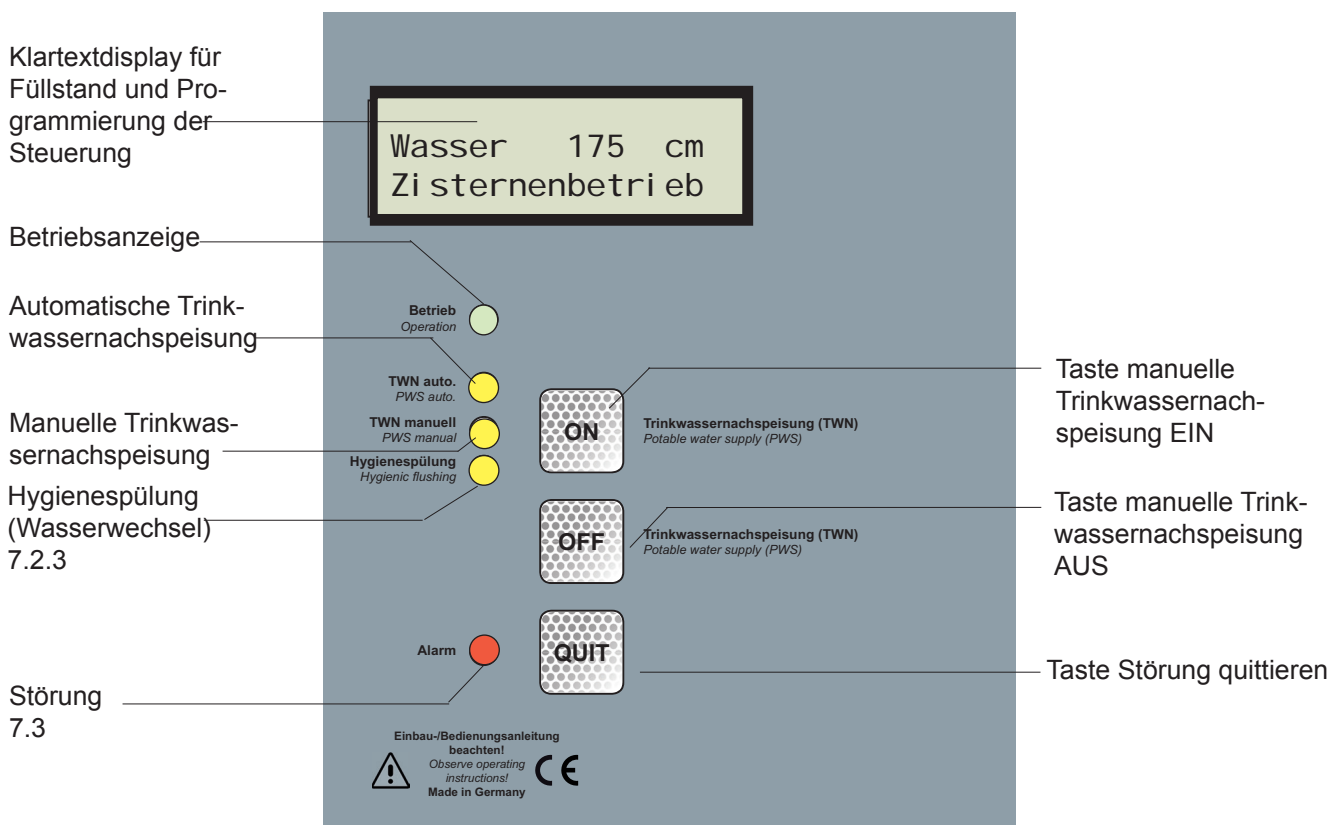 Klartextdisplay für
Füllstand und Pro-
grammierung der
Steuerung
Wasser 175 cm
Zisternenbetrieb
Betriebsanzeige
Automatische Trink-
wassernachspeisung
Manuelle Trinkwas-
sernachspeisung
Hygienespülung
(Wasserwechsel)
7.2.3
Störung
7.3
Betrieb
Operation
TWN auto.
PWS auto.
TWN manuell
PWS manual
Hygienespülung
Hygienic flushing
Alarm
ON
Trinkwassernachspeisung (TWN)
Potable water supply (PWS)
OFF
Trinkwassernachspeisung (TWN)
Potable water supply (PWS)
QUIT
Taste manuelle
Trinkwassernach-
speisung EIN
Taste manuelle Trink-
wassernachspeisung
AUS
Taste Störung quittieren
Einbau-/Bedienungsanleitung
beachten!
Observe operating
instructions!
Made in Germany
CE